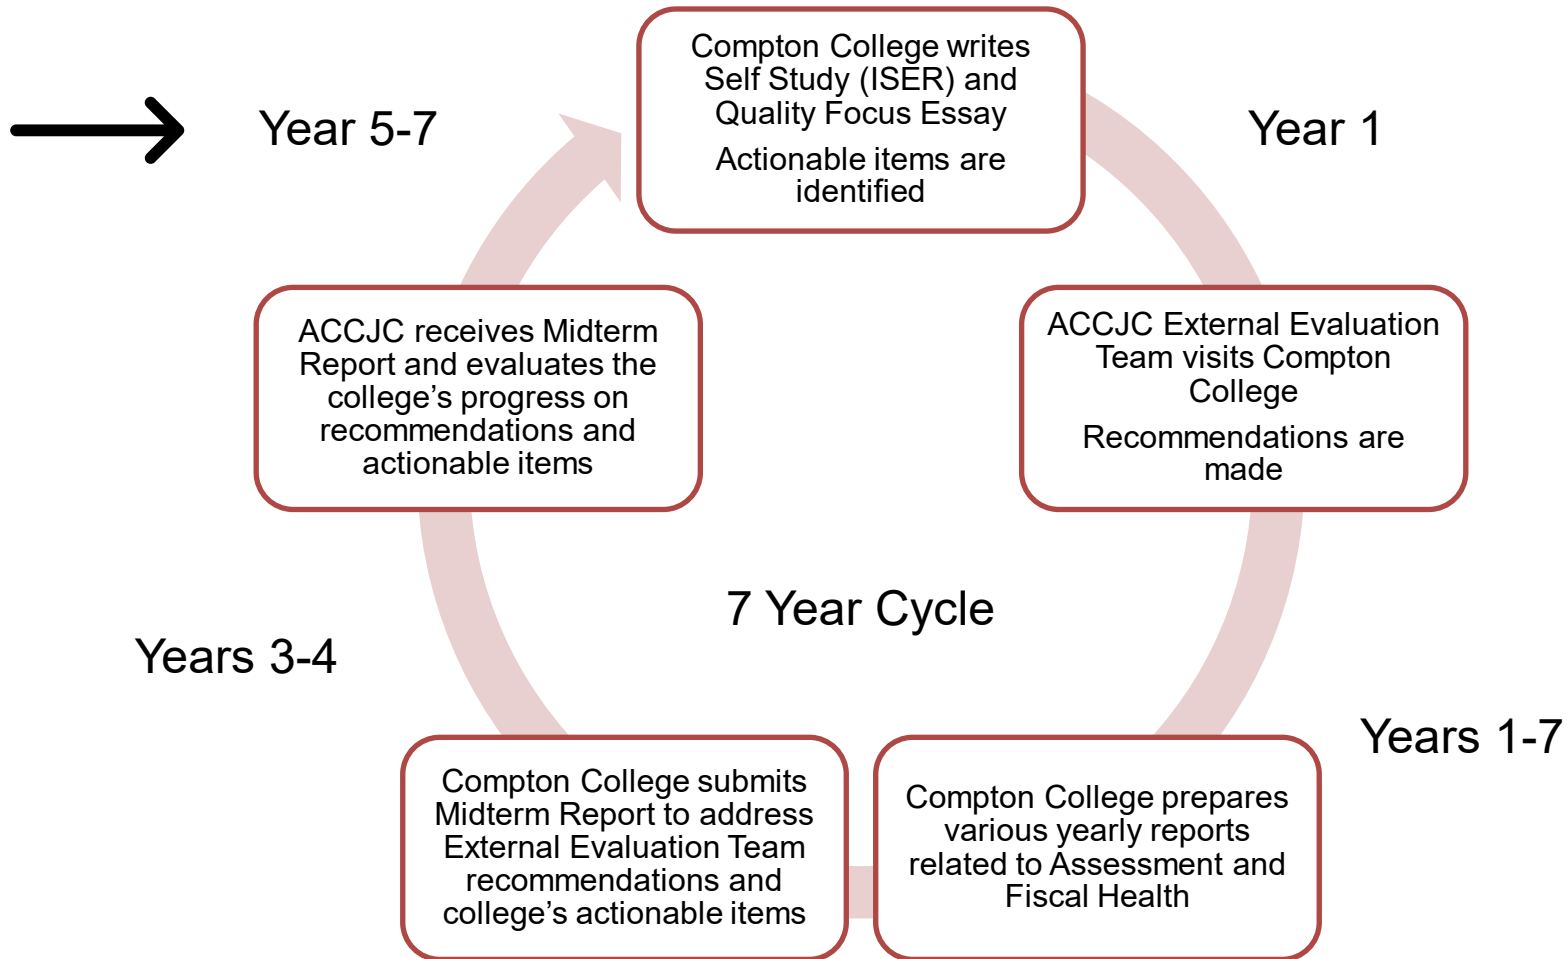 Compton College writes
Self Study (ISER) and
Quality Focus Essay
Actionable items are
identified
Year 5-7
Year 1
ACCJC External Evaluation
Team visits Compton
College
Recommendations are
made
ACCJC receives Midterm
Report and evaluates the
college’s progress on
recommendations and
actionable items
7 Year Cycle
Years 3-4
Years 1-7
Compton College prepares
various yearly reports
related to Assessment and
Fiscal Health
Compton College submits
Midterm Report to address
External Evaluation Team
recommendations and
college’s actionable items